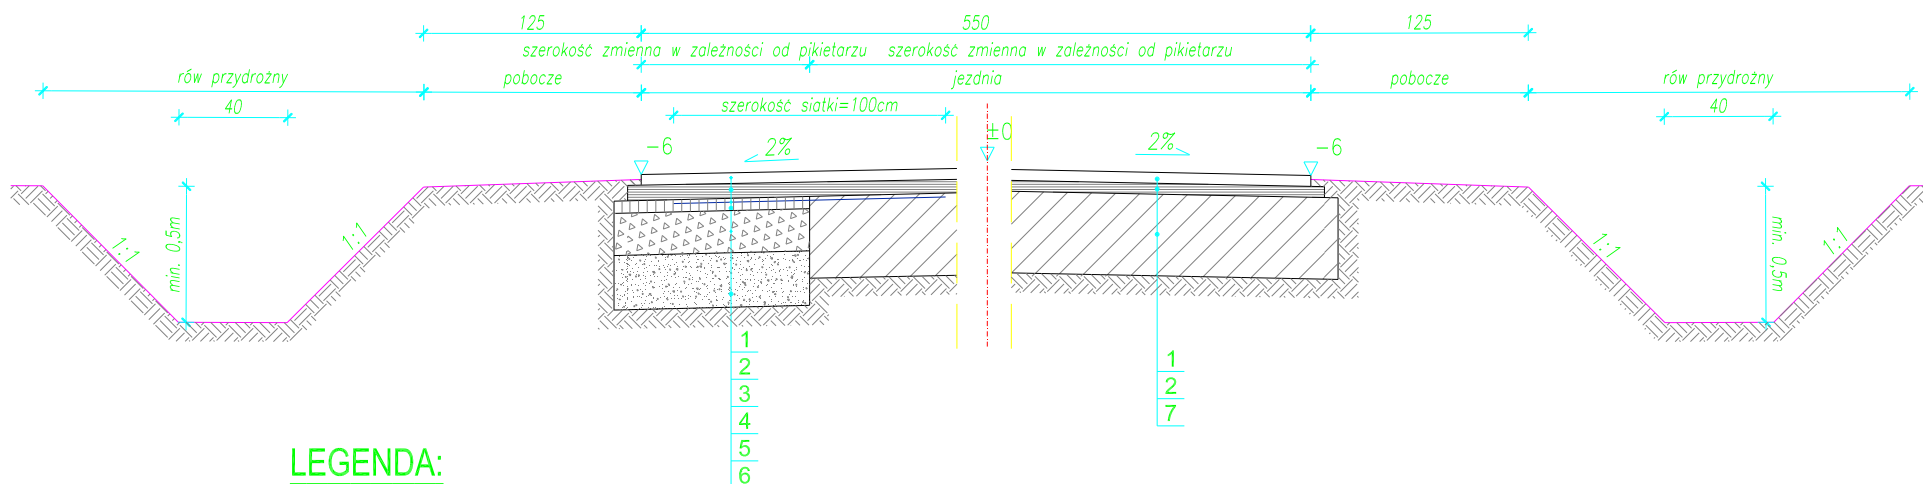 125 550 125
szerokość zmienna w zależności od pikietarzu szerokość zmienna w zależności od pikietarzu
rów przydrożny pobocze jezdnia pobocze rów przydrożny
40 szerokość siatki=100cm 40
-6 2% ±0 2% -6
1:1 min. 0,5m 1:1 1:1 min. 0,5m 1:1
1
2
3
4
5
6
1
2
7
LEGENDA: